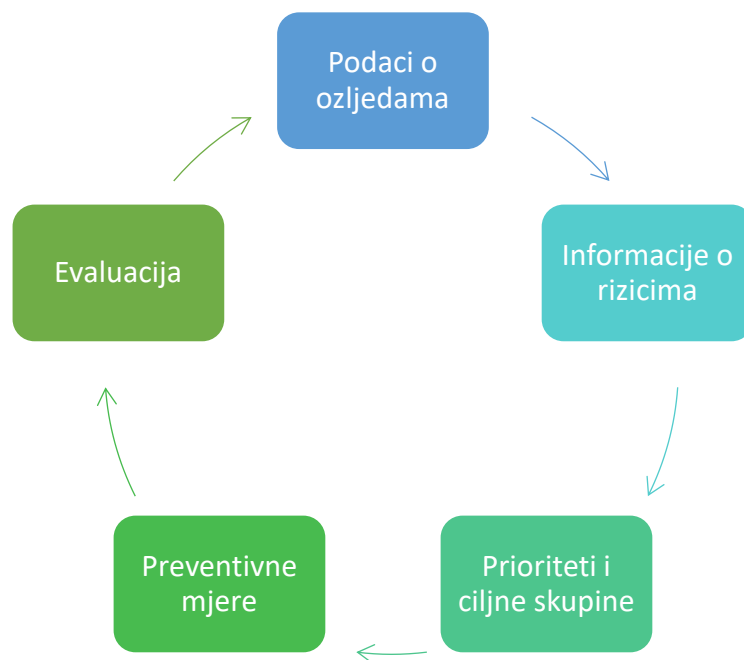 Podaci o
ozljedama
Informacije o
rizicima
Prioriteti i
ciljne skupine
Preventivne
mjere
Evaluacija